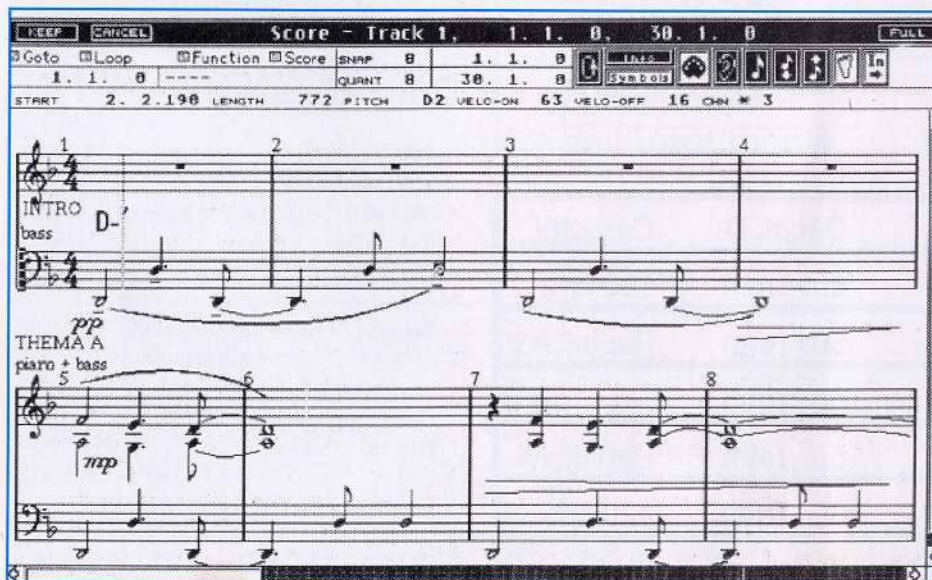 KEEP CANCEL Score - Track 1, 1. 1. 0, 30. 1. 0 FULL
Goto Loop Function Score SNAP 8 1. 1. 0 INFO In
1. 1. 0 ---- QUANT 8 30. 1. 0 Symbols
START 2. 2.190 LENGTH 772 PITCH D2 VELO-ON 63 VELO-OFF 16 CHN * 3
1 2 3 4
INTRO
D-7
bass
pp
THEMA A
piano + bass
5 6 7 8
mp